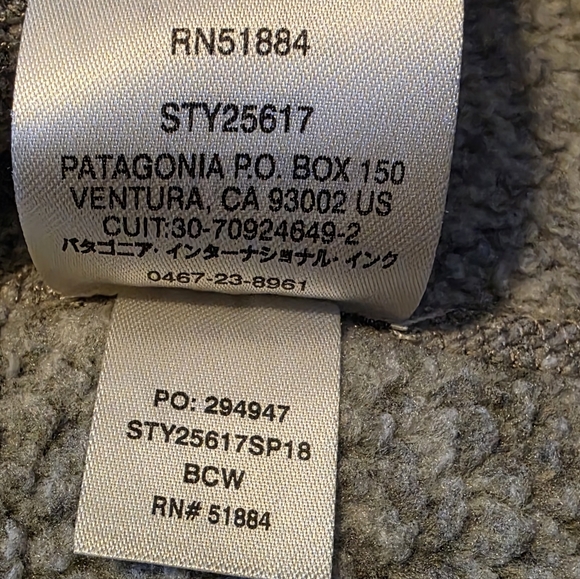 RN51884
STY25617
PATAGONIA P.O. BOX 150
VENTURA, CA 93002 US
CUIT:30-70924649-2
パタゴニア・インターナショナル・インク
0467-23-8961
PO: 294947
STY25617SP18
BCW
RN# 51884